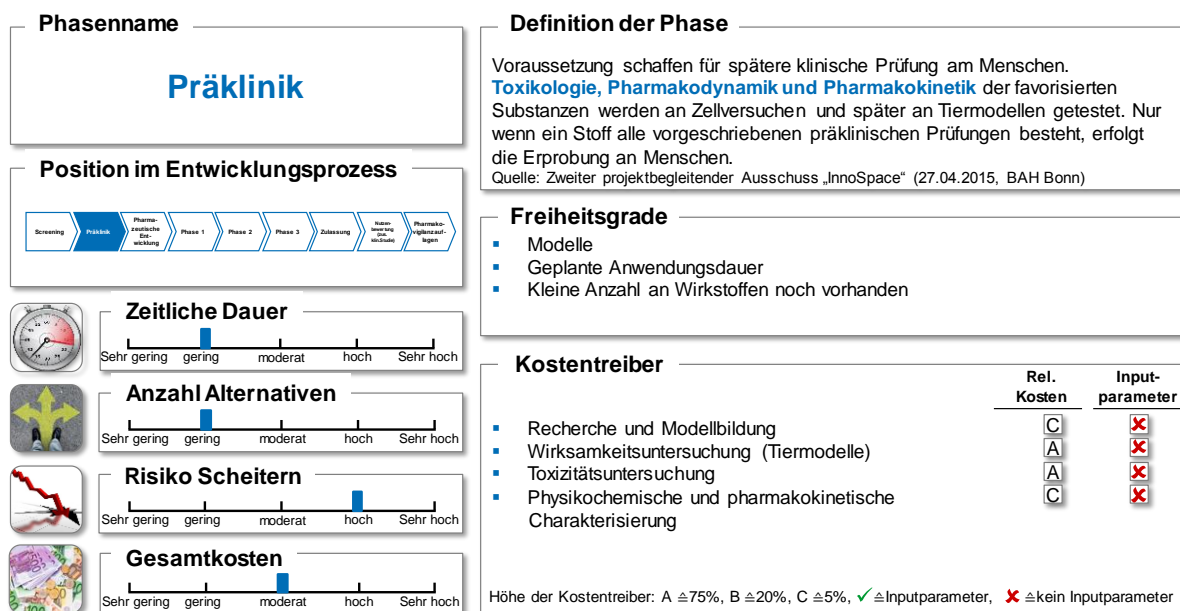 Phasenname
Präklinik
Position im Entwicklungsprozess
Screening
Präklinik
Pharma-
zeutische
Ent-
wicklung
Phase 1
Phase 2
Phase 3
Zulassung
Nutzen-
bewertung
(Zust.
klin.Studie)
Pharmako-
vigilanzauf-
lagen
Zeitliche Dauer
Sehr gering gering moderat hoch Sehr hoch
Anzahl Alternativen
Sehr gering gering moderat hoch Sehr hoch
Risiko Scheitern
Sehr gering gering moderat hoch Sehr hoch
Gesamtkosten
Sehr gering gering moderat hoch Sehr hoch
Definition der Phase
Voraussetzung schaffen für spätere klinische Prüfung am Menschen.
Toxikologie, Pharmakodynamik und Pharmakokinetik der favorisierten
Substanzen werden an Zellversuchen und später an Tiermodellen getestet. Nur
wenn ein Stoff alle vorgeschriebenen präklinischen Prüfungen besteht, erfolgt
die Erprobung an Menschen.
Quelle: Zweiter projektbegleitender Ausschuss „InnoSpace“ (27.04.2015, BAH Bonn)
Freiheitsgrade
▪ Modelle
▪ Geplante Anwendungsdauer
▪ Kleine Anzahl an Wirkstoffen noch vorhanden
Kostentreiber
Rel.
Kosten
Input-
parameter
▪ Recherche und Modellbildung C ✘
▪ Wirksamkeitsuntersuchung (Tiermodelle) A ✘
▪ Toxizitätsuntersuchung A ✘
▪ Physikochemische und pharmakokinetische C ✘
Charakterisierung
Höhe der Kostentreiber: A ≙75%, B ≙20%, C ≙5%, ✓≙Inputparameter, ✘ ≙kein Inputparameter